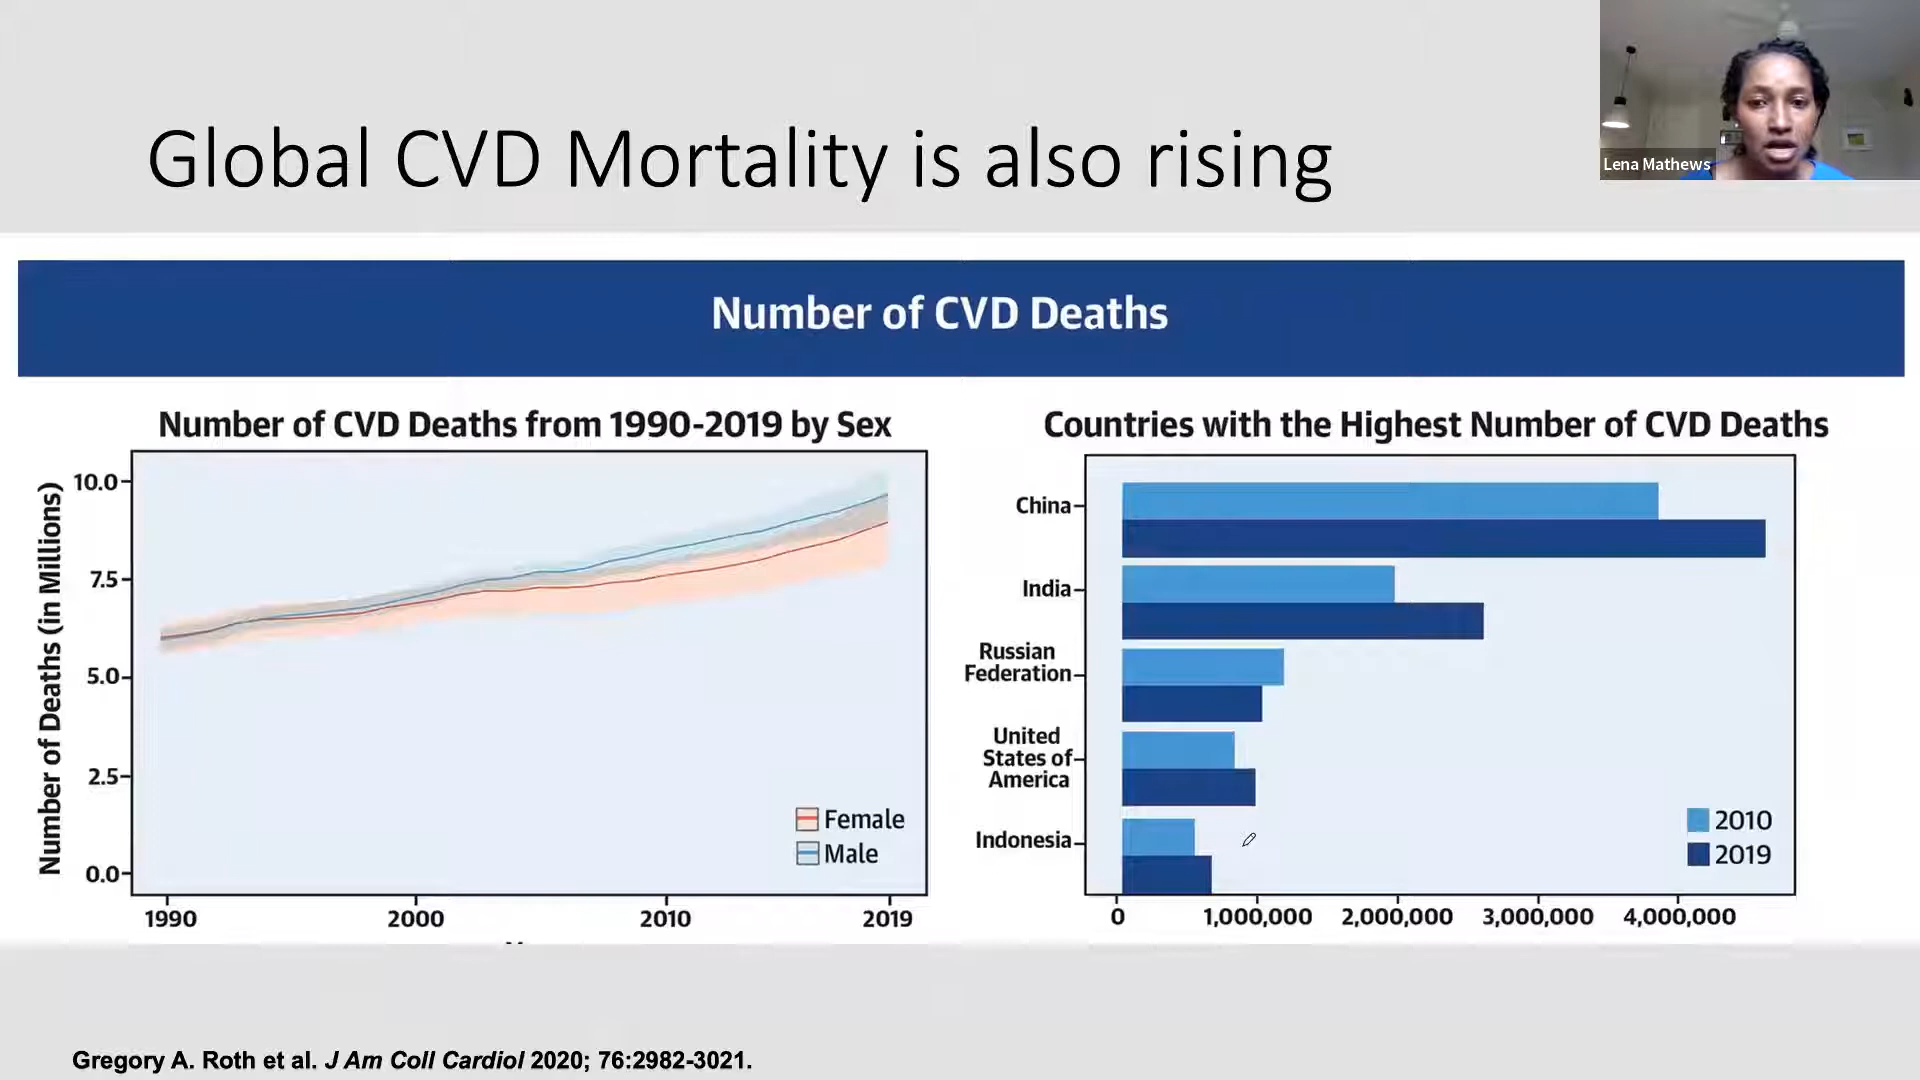 Global CVD Mortality is also rising
Lena Mathews
Number of CVD Deaths
Number of CVD Deaths from 1990-2019 by Sex
Number of Deaths (in Millions)
10.0
7.5
5.0
2.5
0.0
Female
Male
1990
2000
2010
2019
Countries with the Highest Number of CVD Deaths
China
India
Russian
Federation
United
States of
America
Indonesia
2010
2019
0
1,000,000
2,000,000
3,000,000
4,000,000
Gregory A. Roth et al. J Am Coll Cardiol 2020; 76:2982-3021.